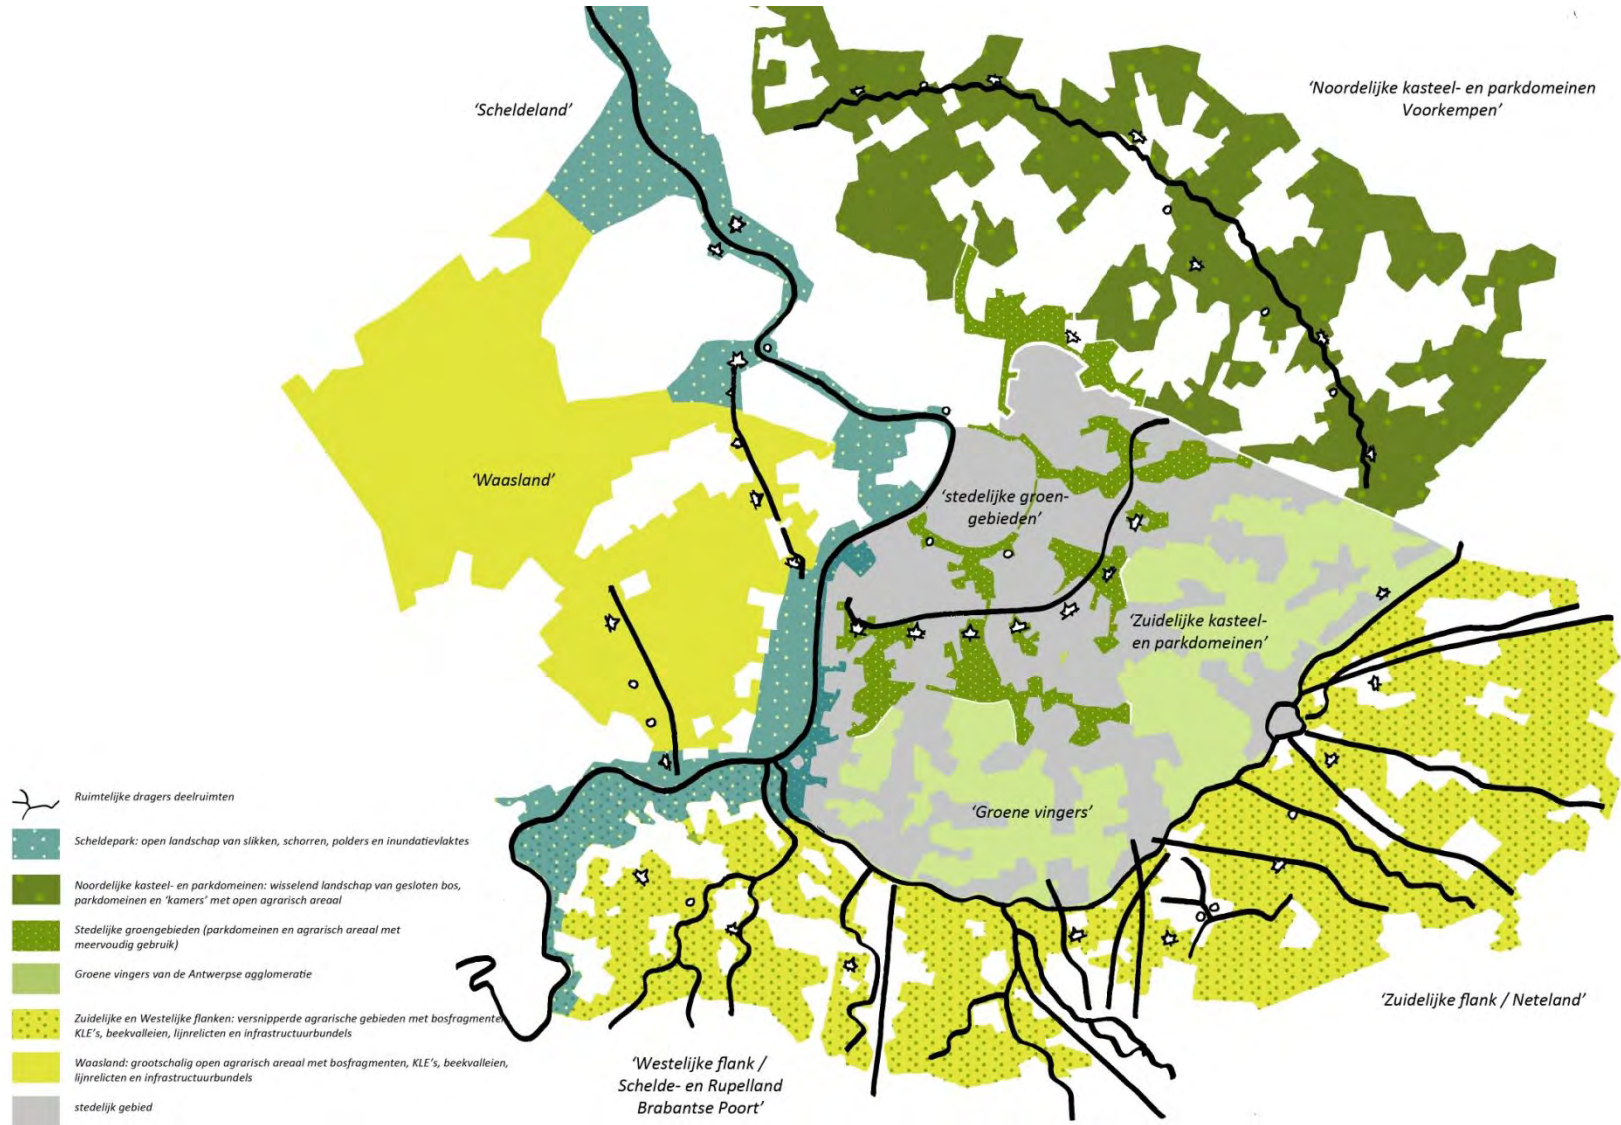 ‘Scheldeland’
‘Noordelijke kasteel- en parkdomeinen
Voorkempen’
‘Waasland’
‘stedelijke groen-
gebieden’
‘Zuidelijke kasteel-
en parkdomeinen’
‘Groene vingers’
‘Zuidelijke flank / Neteland’
‘Westelijke flank /
Schelde- en Rupelland
Brabantse Poort’
Ruimtelijke dragers deelruimten
Scheldepark: open landschap van slikken, schorren, polders en inundatievlaktes
Noordelijke kasteel- en parkdomeinen: wisselend landschap van gesloten bos,
parkdomeinen en ‘kamers’ met open agrarisch areaal
Stedelijke groengebieden (parkdomeinen en agrarisch areaal met
meervoudig gebruik)
Groene vingers van de Antwerpse agglomeratie
Zuidelijke en Westelijke flanken: versnipperde agrarische gebieden met bosfragmenten,
KLE’s, beekvalleien, lijnrelicten en infrastructuurbundels
Waasland: grootschalig open agrarisch areaal met bosfragmenten, KLE’s, beekvalleien,
lijnrelicten en infrastructuurbundels
stedelijk gebied